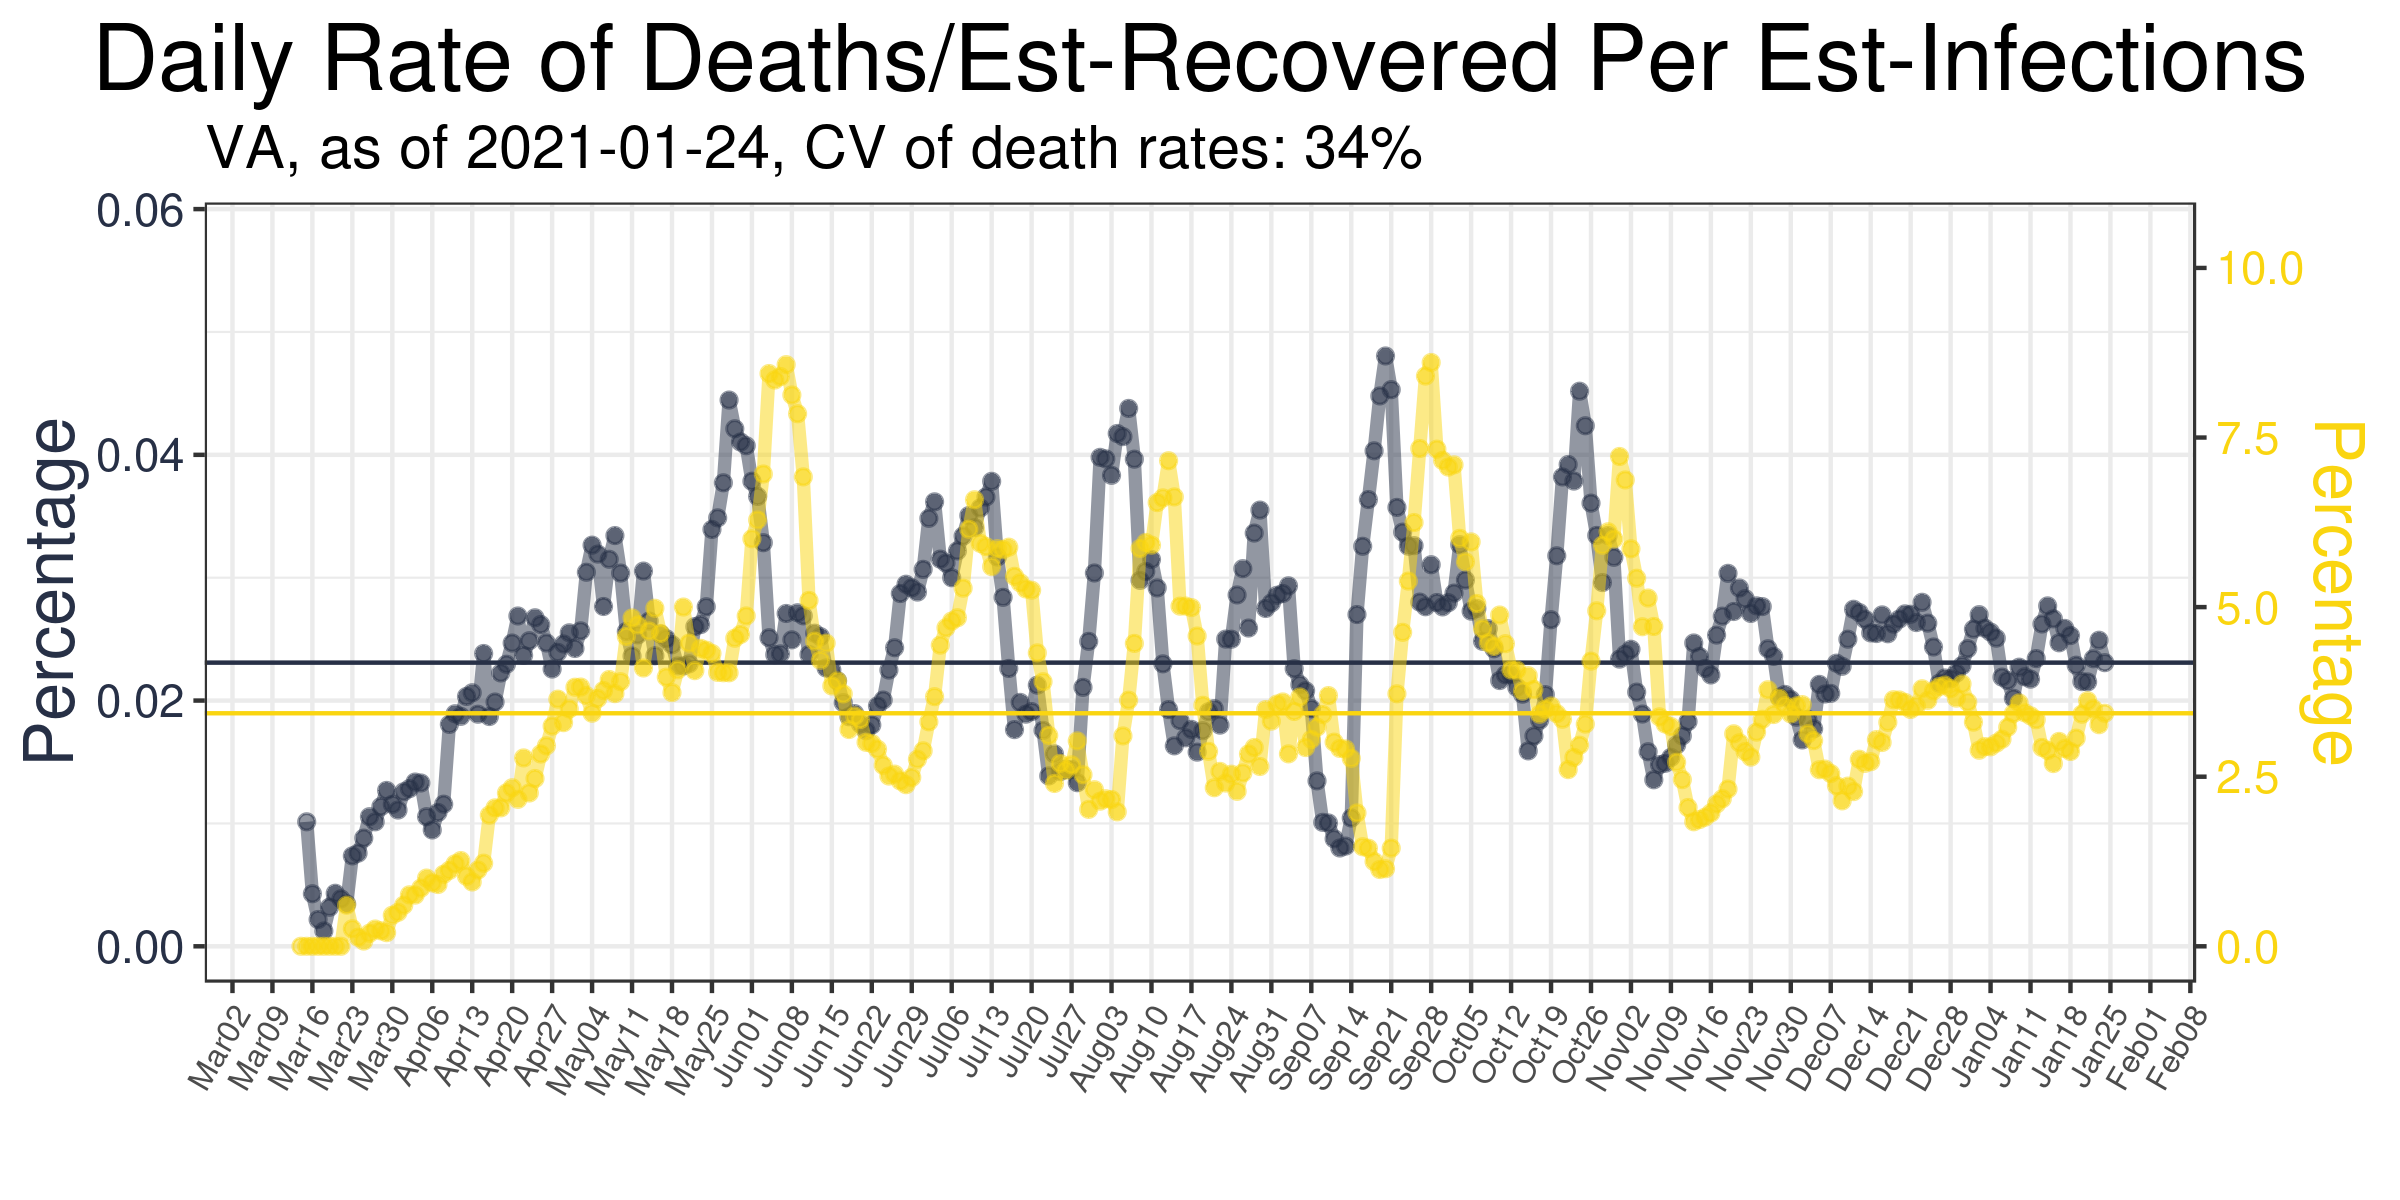 Daily Rate of Deaths/Est-Recovered Per Est-Infections
VA, as of 2021-01-24, CV of death rates: 34%
Percentage
0.06
0.04
0.02
0.00
10.0
7.5
5.0
2.5
0.0
Percentage
Mar02
Mar09
Mar16
Mar23
Mar30
Apr06
Apr13
Apr20
Apr27
May04
May11
May18
May25
Jun01
Jun08
Jun15
Jun22
Jun29
Jul06
Jul13
Jul20
Jul27
Aug03
Aug10
Aug17
Aug24
Aug31
Sep07
Sep14
Sep21
Sep28
Oct05
Oct12
Oct19
Oct26
Nov02
Nov09
Nov16
Nov23
Nov30
Dec07
Dec14
Dec21
Dec28
Jan04
Jan11
Jan18
Jan25
Feb01
Feb08